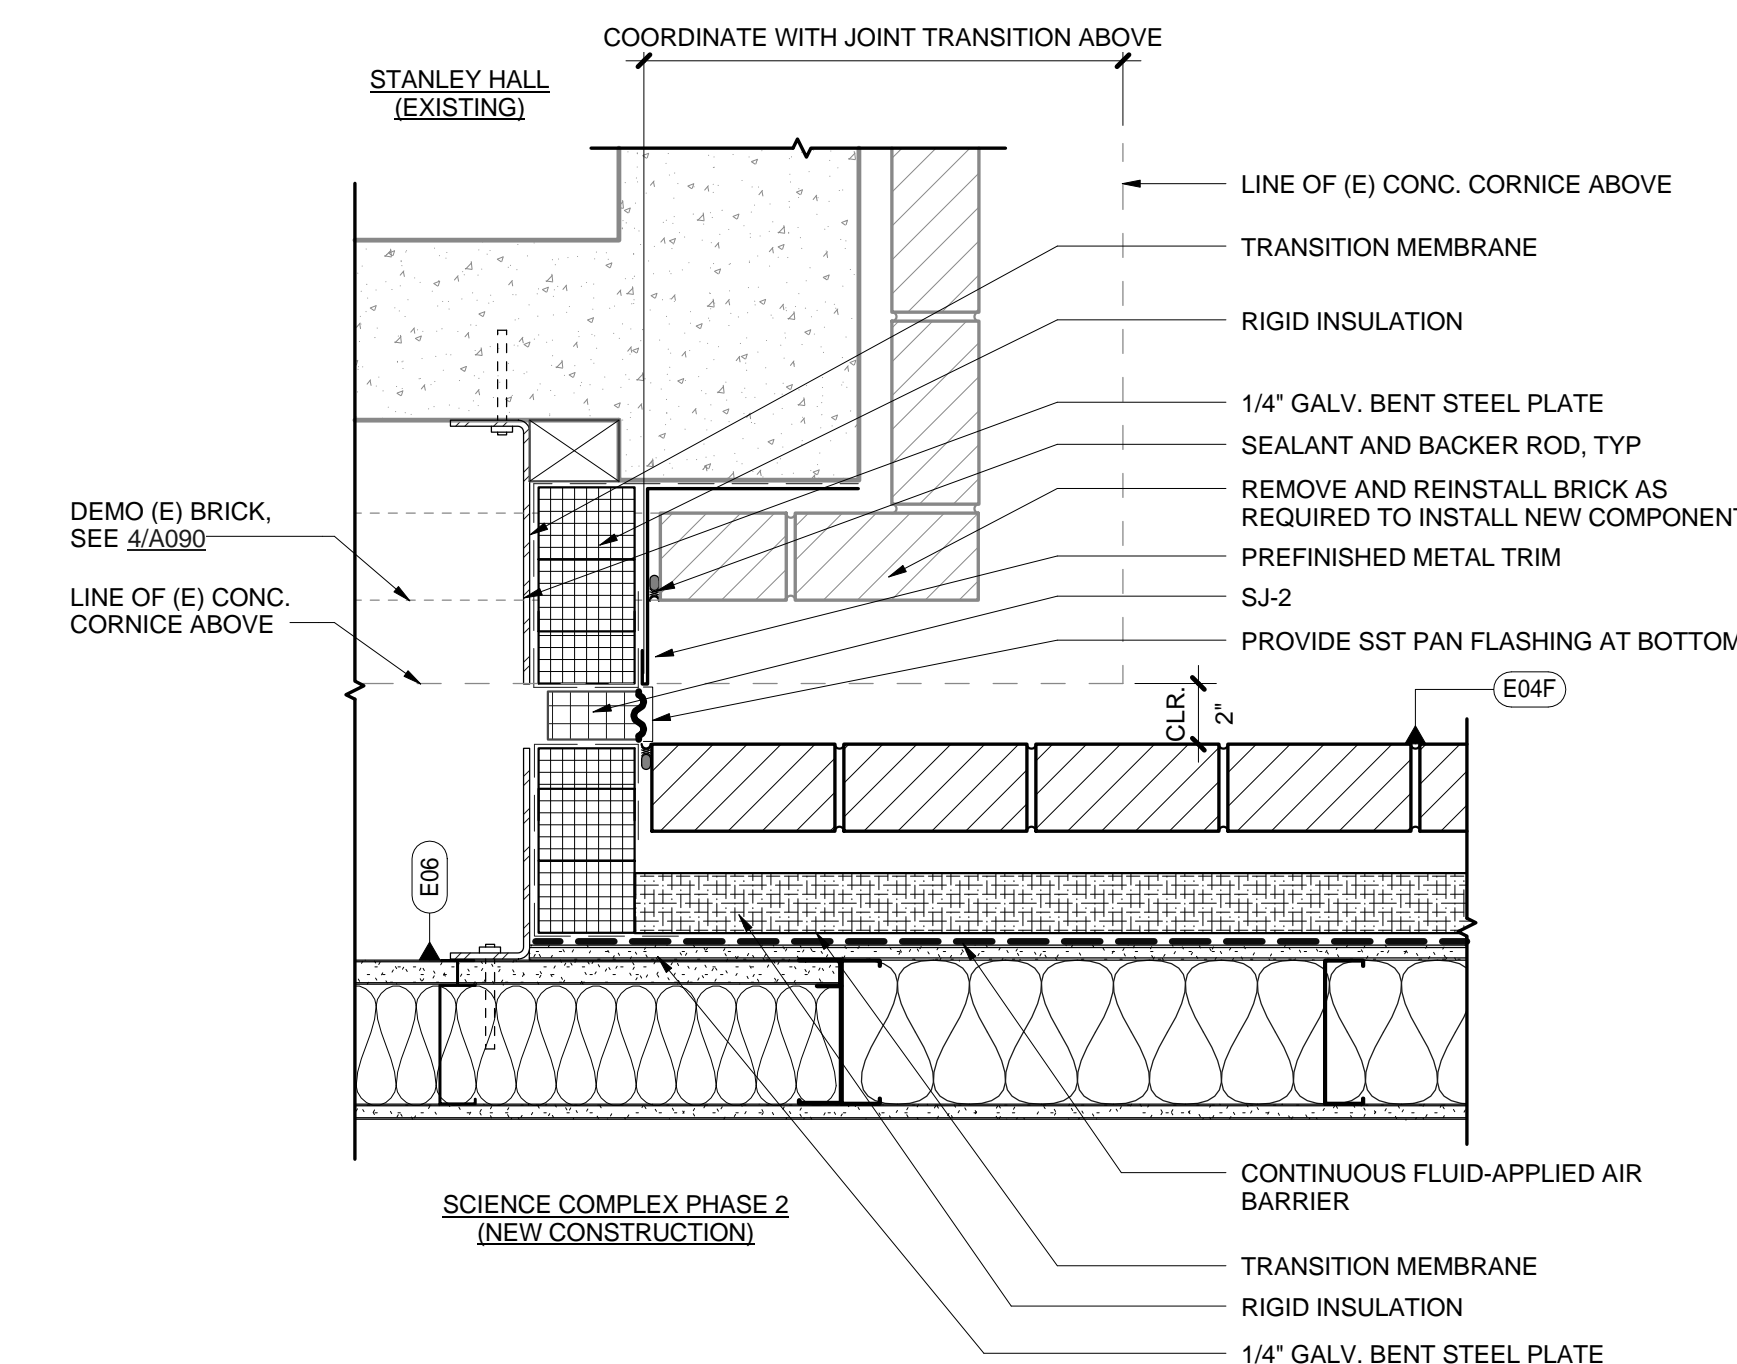 COORDINATE WITH JOINT TRANSITION ABOVE
STANLEY HALL
(EXISTING)
LINE OF (E) CONC. CORNICE ABOVE
TRANSITION MEMBRANE
RIGID INSULATION
1/4" GALV. BENT STEEL PLATE
SEALANT AND BACKER ROD, TYP
REMOVE AND REINSTALL BRICK AS
REQUIRED TO INSTALL NEW COMPONENT
PREFINISHED METAL TRIM
SJ-2
PROVIDE SST PAN FLASHING AT BOTTOM
DEMO (E) BRICK,
SEE 4/A090
LINE OF (E) CONC.
CORNICE ABOVE
CLR.
2"
E04F
E06
SCIENCE COMPLEX PHASE 2
(NEW CONSTRUCTION)
CONTINUOUS FLUID-APPLIED AIR
BARRIER
TRANSITION MEMBRANE
RIGID INSULATION
1/4" GALV. BENT STEEL PLATE